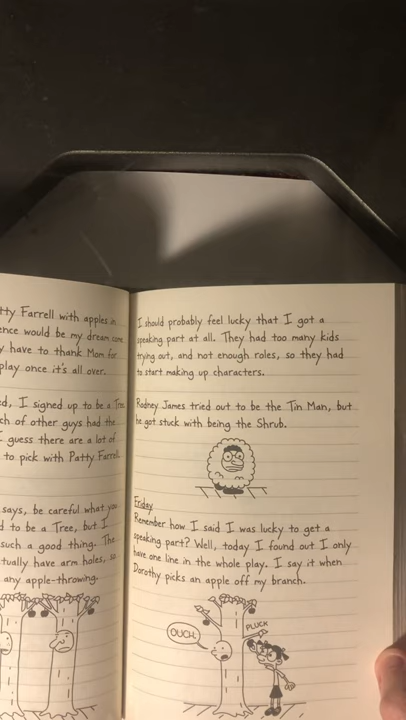 tty Farrell with apples in
ence would be my dream come
y have to thank Mom for
play once it's all over.
ed, I signed up to be a Tree
ch of other guys had the
I guess there are a lot of
to pick with Patty Farrell.
says, be careful what you
d to be a Tree, but I
such a good thing. The
tually have arm holes, so
any apple-throwing.
I should probably feel lucky that I got a
speaking part at all. They had too many kids
trying out, and not enough roles, so they had
to start making up characters.
Rodney James tried out to be the Tin Man, but
he got stuck with being the Shrub.
Friday
Remember how I said I was lucky to get a
speaking part? Well, today I found out I only
have one line in the whole play. I say it when
Dorothy picks an apple off my branch.
OUCH.
PLUCK